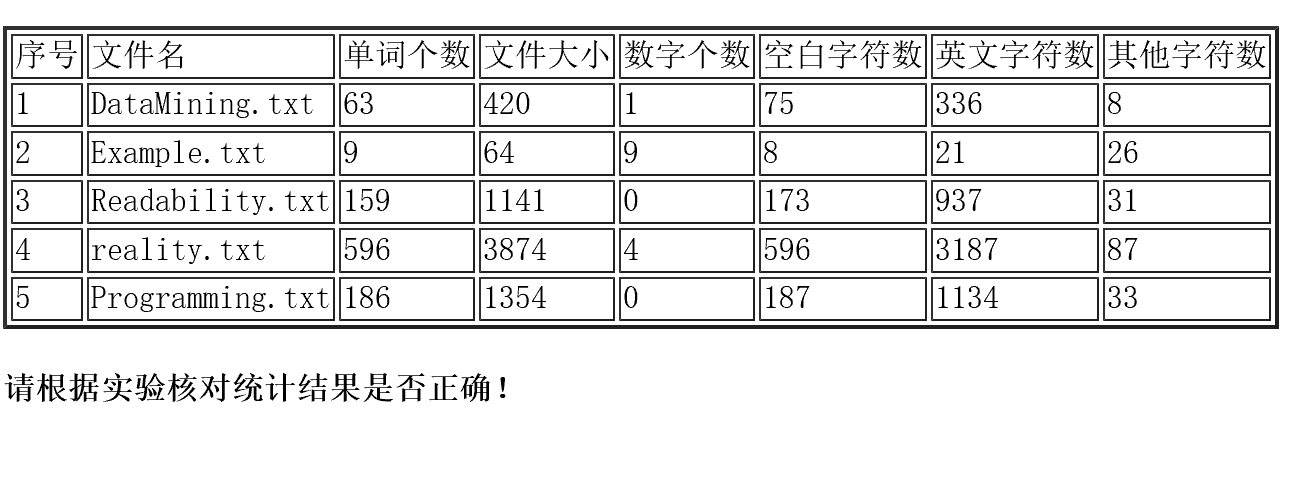 序号 文件名 单词个数 文件大小 数字个数 空白字符数 英文字符数 其他字符数
1 DataMining.txt 63 420 1 75 336 8
2 Example.txt 9 64 9 8 21 26
3 Readability.txt 159 1141 0 173 937 31
4 reality.txt 596 3874 4 596 3187 87
5 Programming.txt 186 1354 0 187 1134 33
请根据实验核对统计结果是否正确！